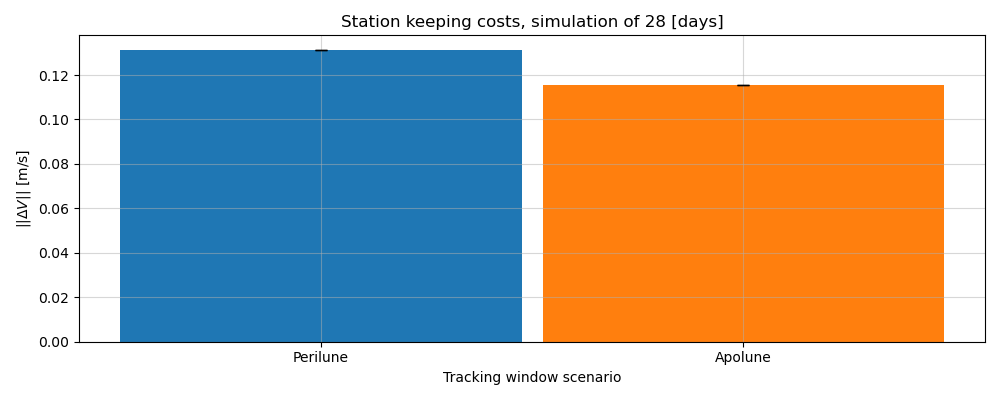 Station keeping costs, simulation of 28 [days]
||ΔV|| [m/s]
0.12
0.10
0.08
0.06
0.04
0.02
0.00
Perilune Apolune
Tracking window scenario